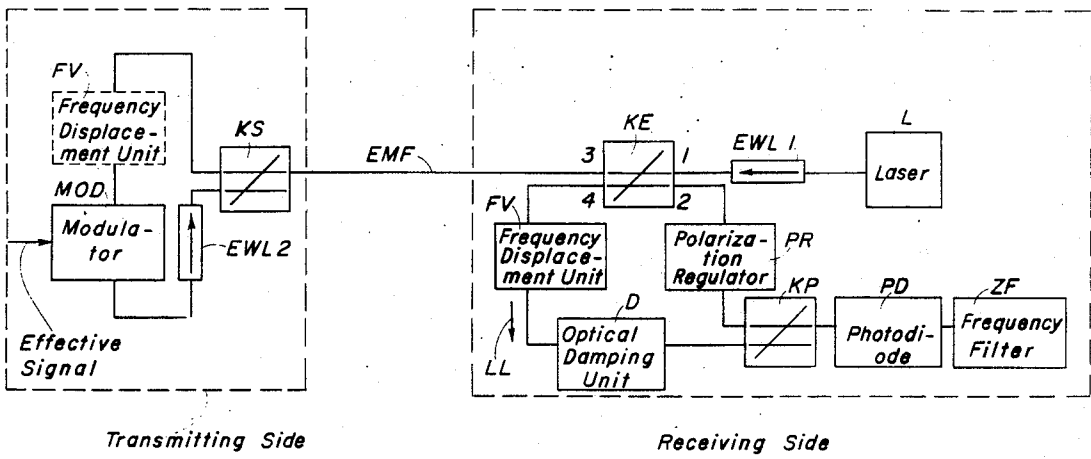 FV
Frequency
Displace-
ment Unit
MOD
Modula-
tor
Effective
Signal
KS
EWL 2
EMF
KE
3
1
4
2
EWL 1
L
Laser
FV
Frequency
Displace-
ment Unit
LL
Polariza-
tion
Regulator
PR
D
Optical
Damping
Unit
KP
PD
Photodi-
ode
ZF
Frequency
Filter
Transmitting Side
Receiving Side